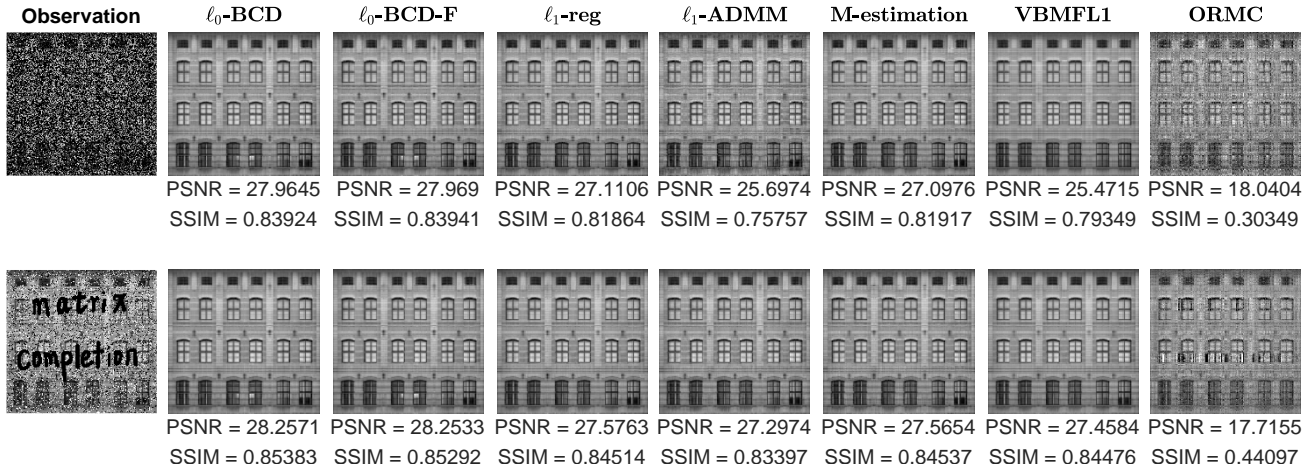 Observation ℓ₀-BCD ℓ₀-BCD-F ℓ₁-reg ℓ₁-ADMM M-estimation VBMFL1 ORMC
PSNR = 27.9645 PSNR = 27.969 PSNR = 27.1106 PSNR = 25.6974 PSNR = 27.0976 PSNR = 25.4715 PSNR = 18.0404
SSIM = 0.83924 SSIM = 0.83941 SSIM = 0.81864 SSIM = 0.75757 SSIM = 0.81917 SSIM = 0.79349 SSIM = 0.30349
matrix
completion
PSNR = 28.2571 PSNR = 28.2533 PSNR = 27.5763 PSNR = 27.2974 PSNR = 27.5654 PSNR = 27.4584 PSNR = 17.7155
SSIM = 0.85383 SSIM = 0.85292 SSIM = 0.84514 SSIM = 0.83397 SSIM = 0.84537 SSIM = 0.84476 SSIM = 0.44097